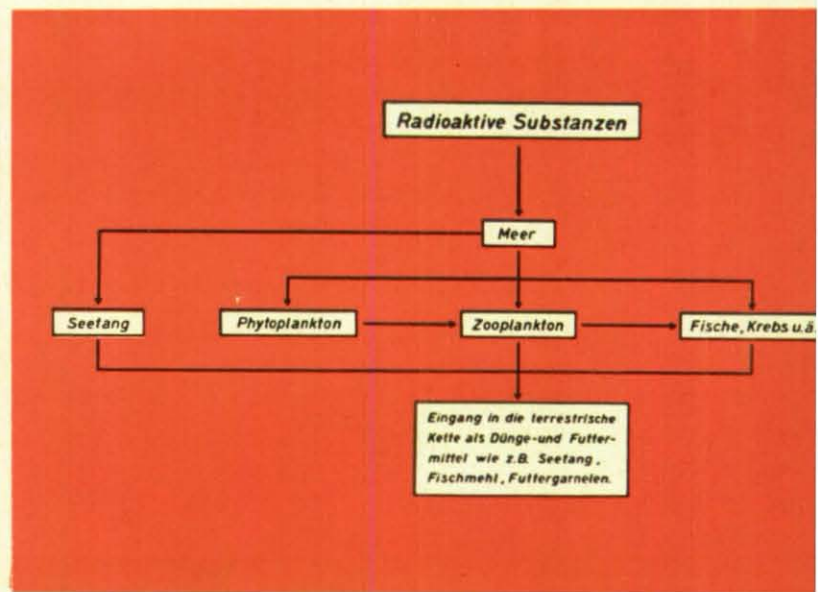 Radioaktive Substanzen
Meer
Seetang
Phytoplankton
Zooplankton
Fische, Krebs u.ä.
Eingang in die terrestrische
Kette als Dünge-und Futter-
mittel wie z.B. Seetang,
Fischmehl, Futtergarnelen.